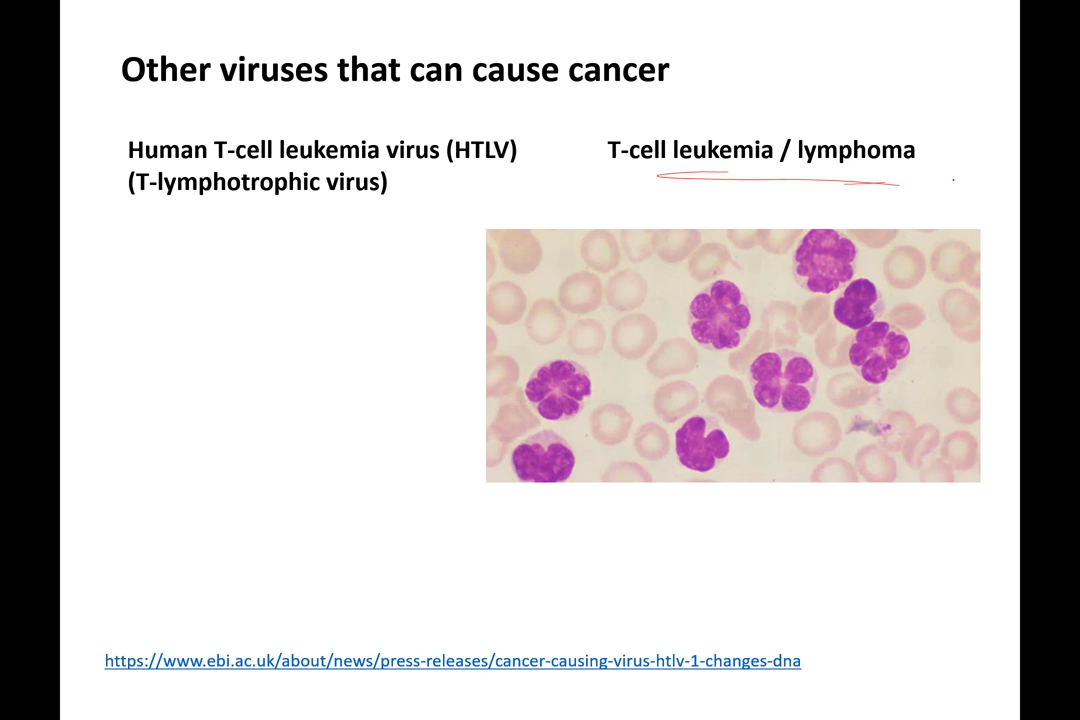 Other viruses that can cause cancer
Human T-cell leukemia virus (HTLV)
(T-lymphotrophic virus)
T-cell leukemia / lymphoma
https://www.ebi.ac.uk/about/news/press-releases/cancer-causing-virus-htlv-1-changes-dna